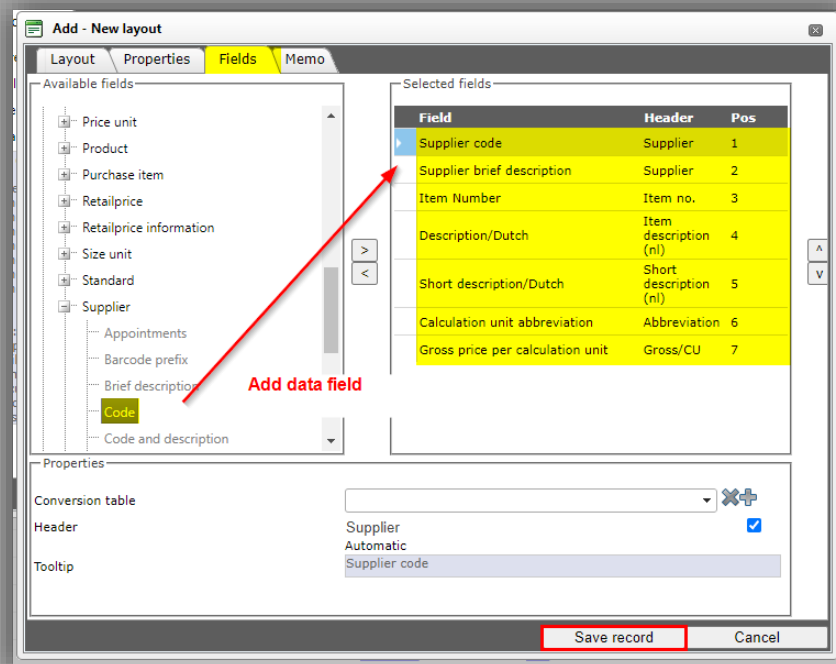 Add - New layout
Layout Properties Fields Memo
Available fields
Price unit
Product
Purchase item
Retailprice
Retailprice information
Size unit
Standard
Supplier
Appointments
Barcode prefix
Brief description
Code
Code and description
Add data field
>
<
Selected fields
Field Header Pos
Supplier code Supplier 1
Supplier brief description Supplier 2
Item Number Item no. 3
Description/Dutch Item description (nl) 4
Short description/Dutch Short description (nl) 5
Calculation unit abbreviation Abbreviation 6
Gross price per calculation unit Gross/CU 7
^
v
Properties
Conversion table
Header Supplier
Automatic
Tooltip Supplier code
Save record Cancel